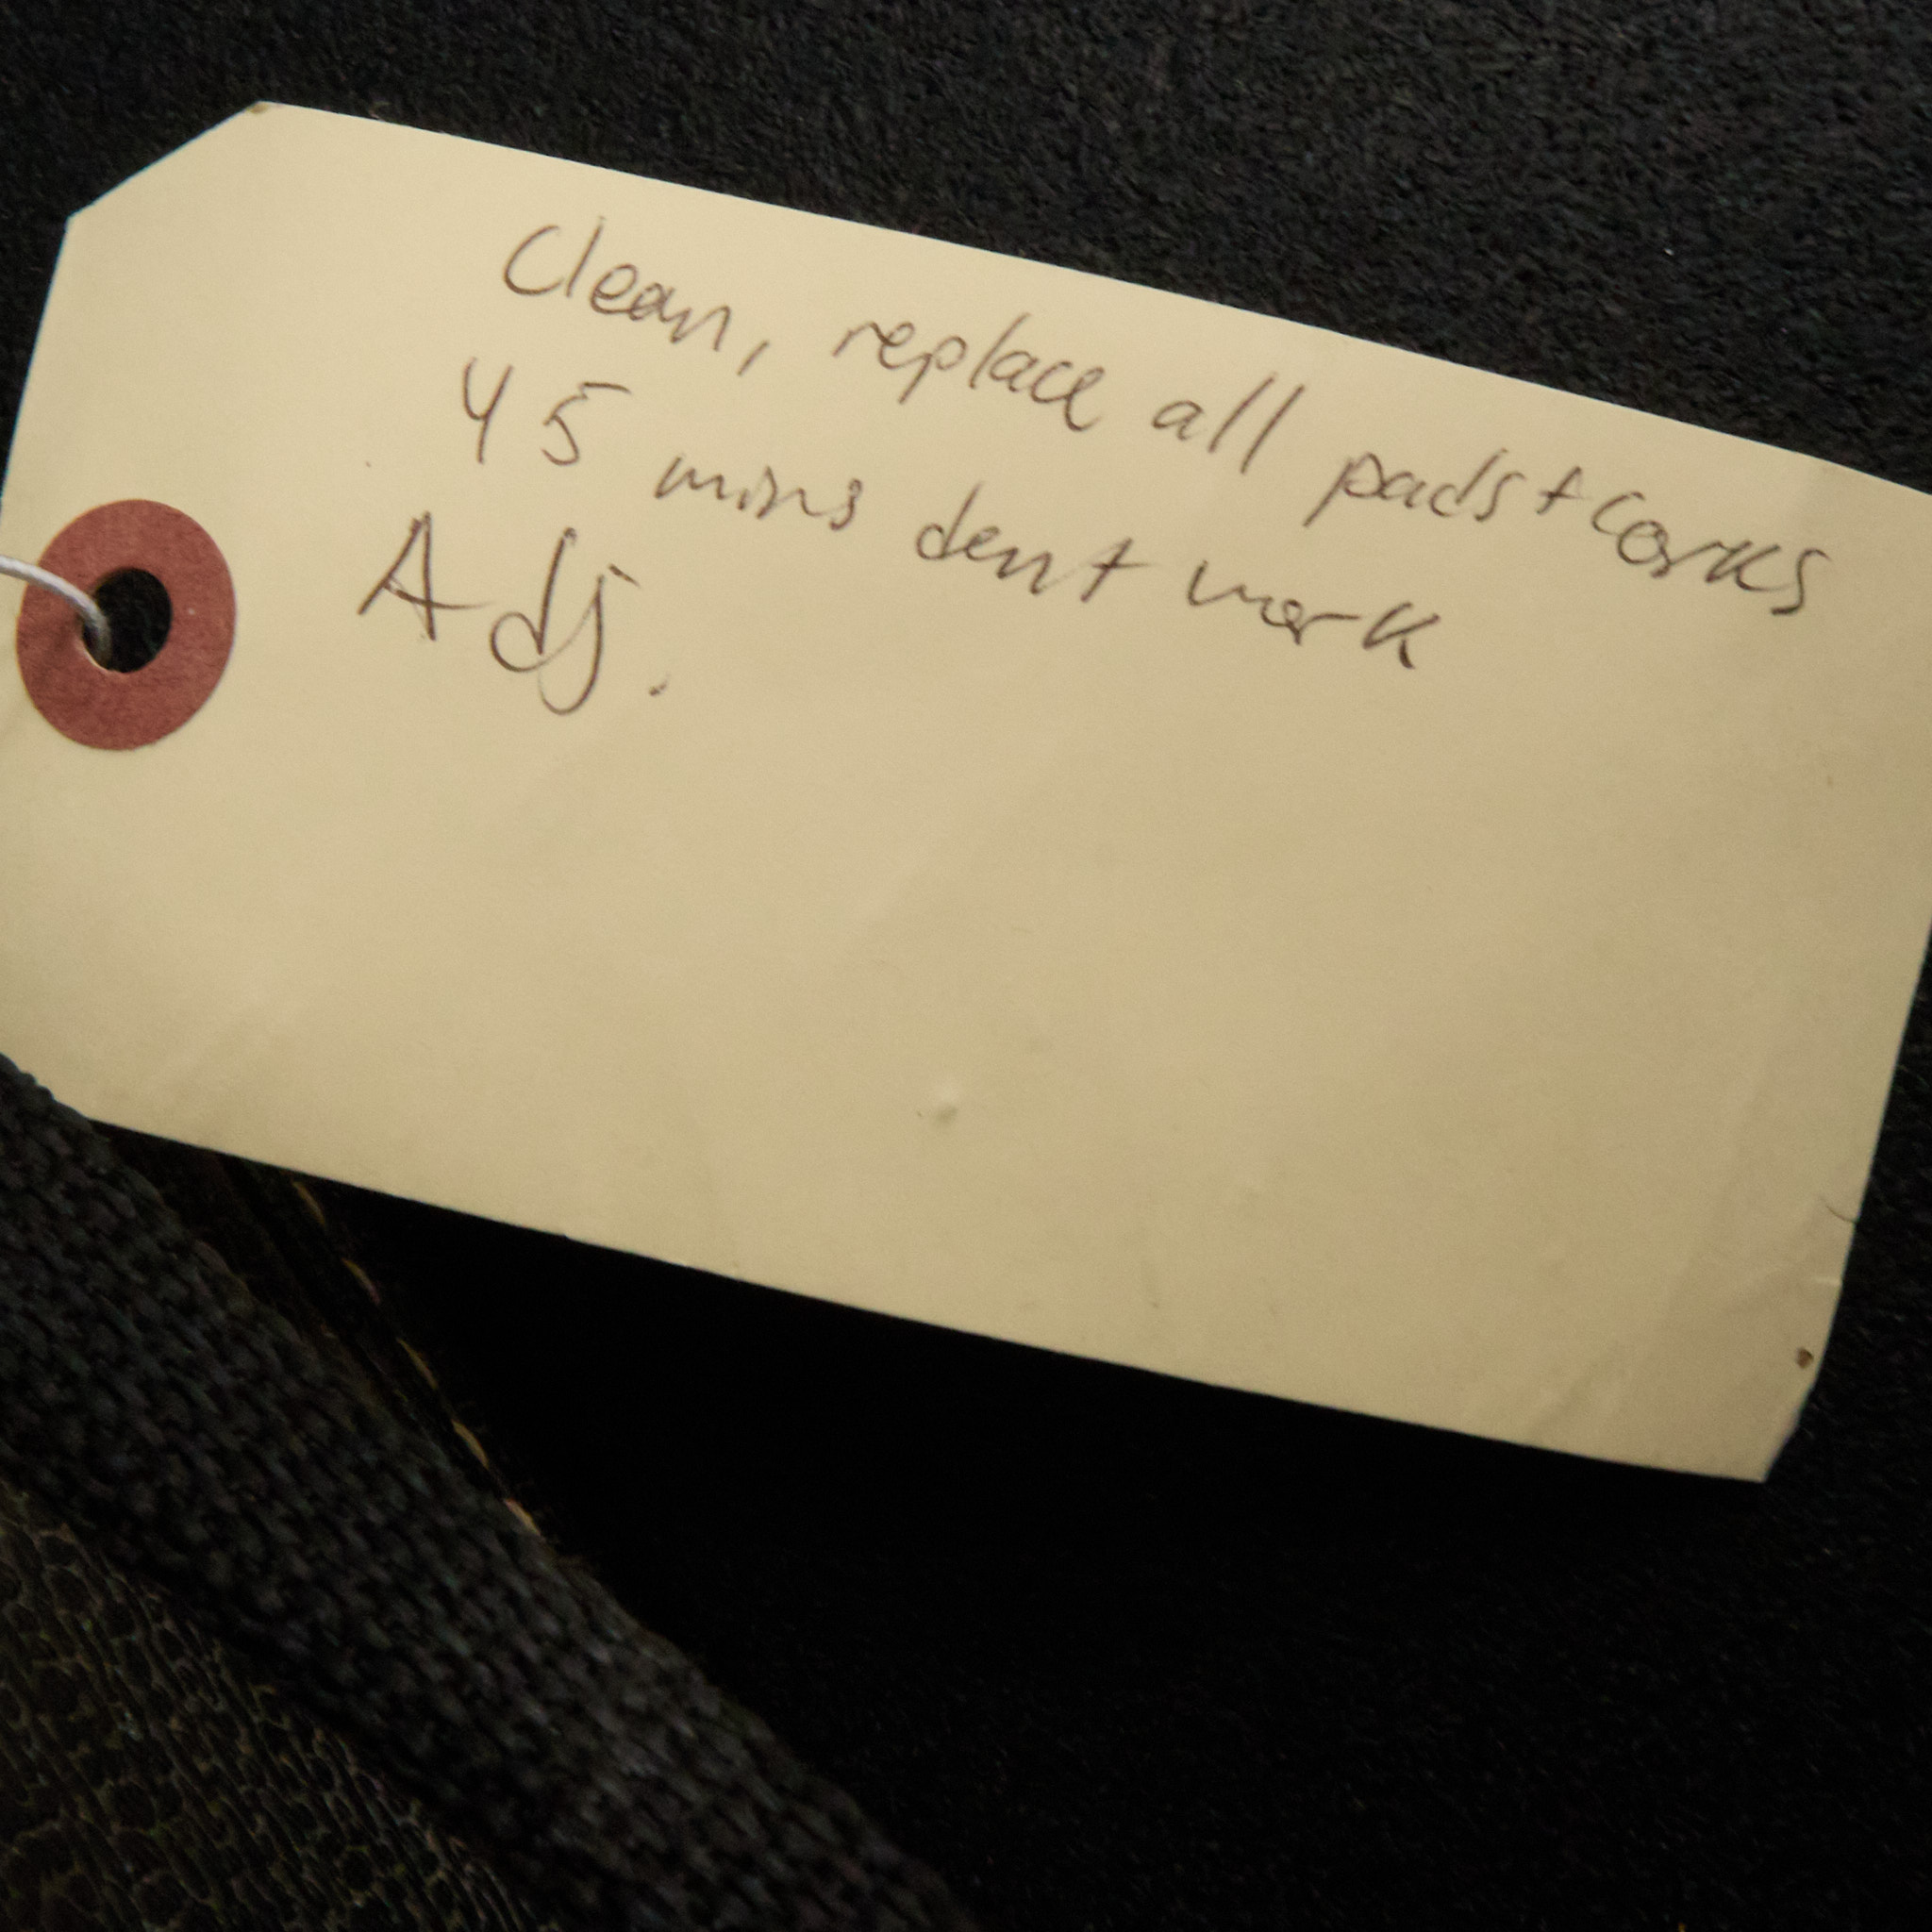 Clean, replace all pads + corks
45 mins dent work
Adj.